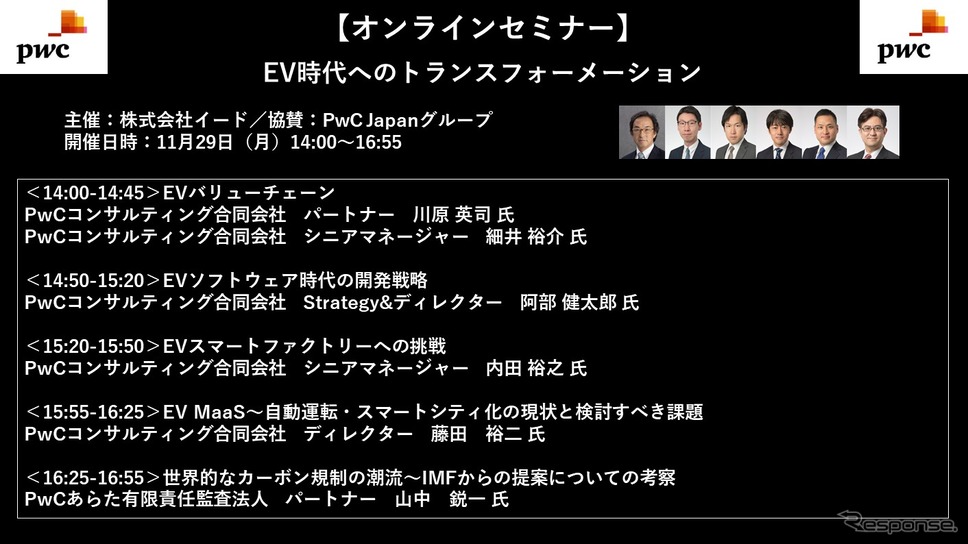 pwc
【オンラインセミナー】
pwc
EV時代へのトランスフォーメーション
主催：株式会社イード／協賛：PwC Japanグループ
開催日時：11月29日（月）14:00～16:55
＜14:00-14:45＞EVバリューチェーン
PwCコンサルティング合同会社　パートナー　川原 英司 氏
PwCコンサルティング合同会社　シニアマネージャー　細井 裕介 氏
＜14:50-15:20＞EVソフトウェア時代の開発戦略
PwCコンサルティング合同会社　Strategy&ディレクター　阿部 健太郎 氏
＜15:20-15:50＞EVスマートファクトリーへの挑戦
PwCコンサルティング合同会社　シニアマネージャー　内田 裕之 氏
＜15:55-16:25＞EV MaaS～自動運転・スマートシティ化の現状と検討すべき課題
PwCコンサルティング合同会社　ディレクター　藤田　裕二 氏
＜16:25-16:55＞世界的なカーボン規制の潮流～IMFからの提案についての考察
PwCあらた有限責任監査法人　パートナー　山中　鋭一 氏
Response.